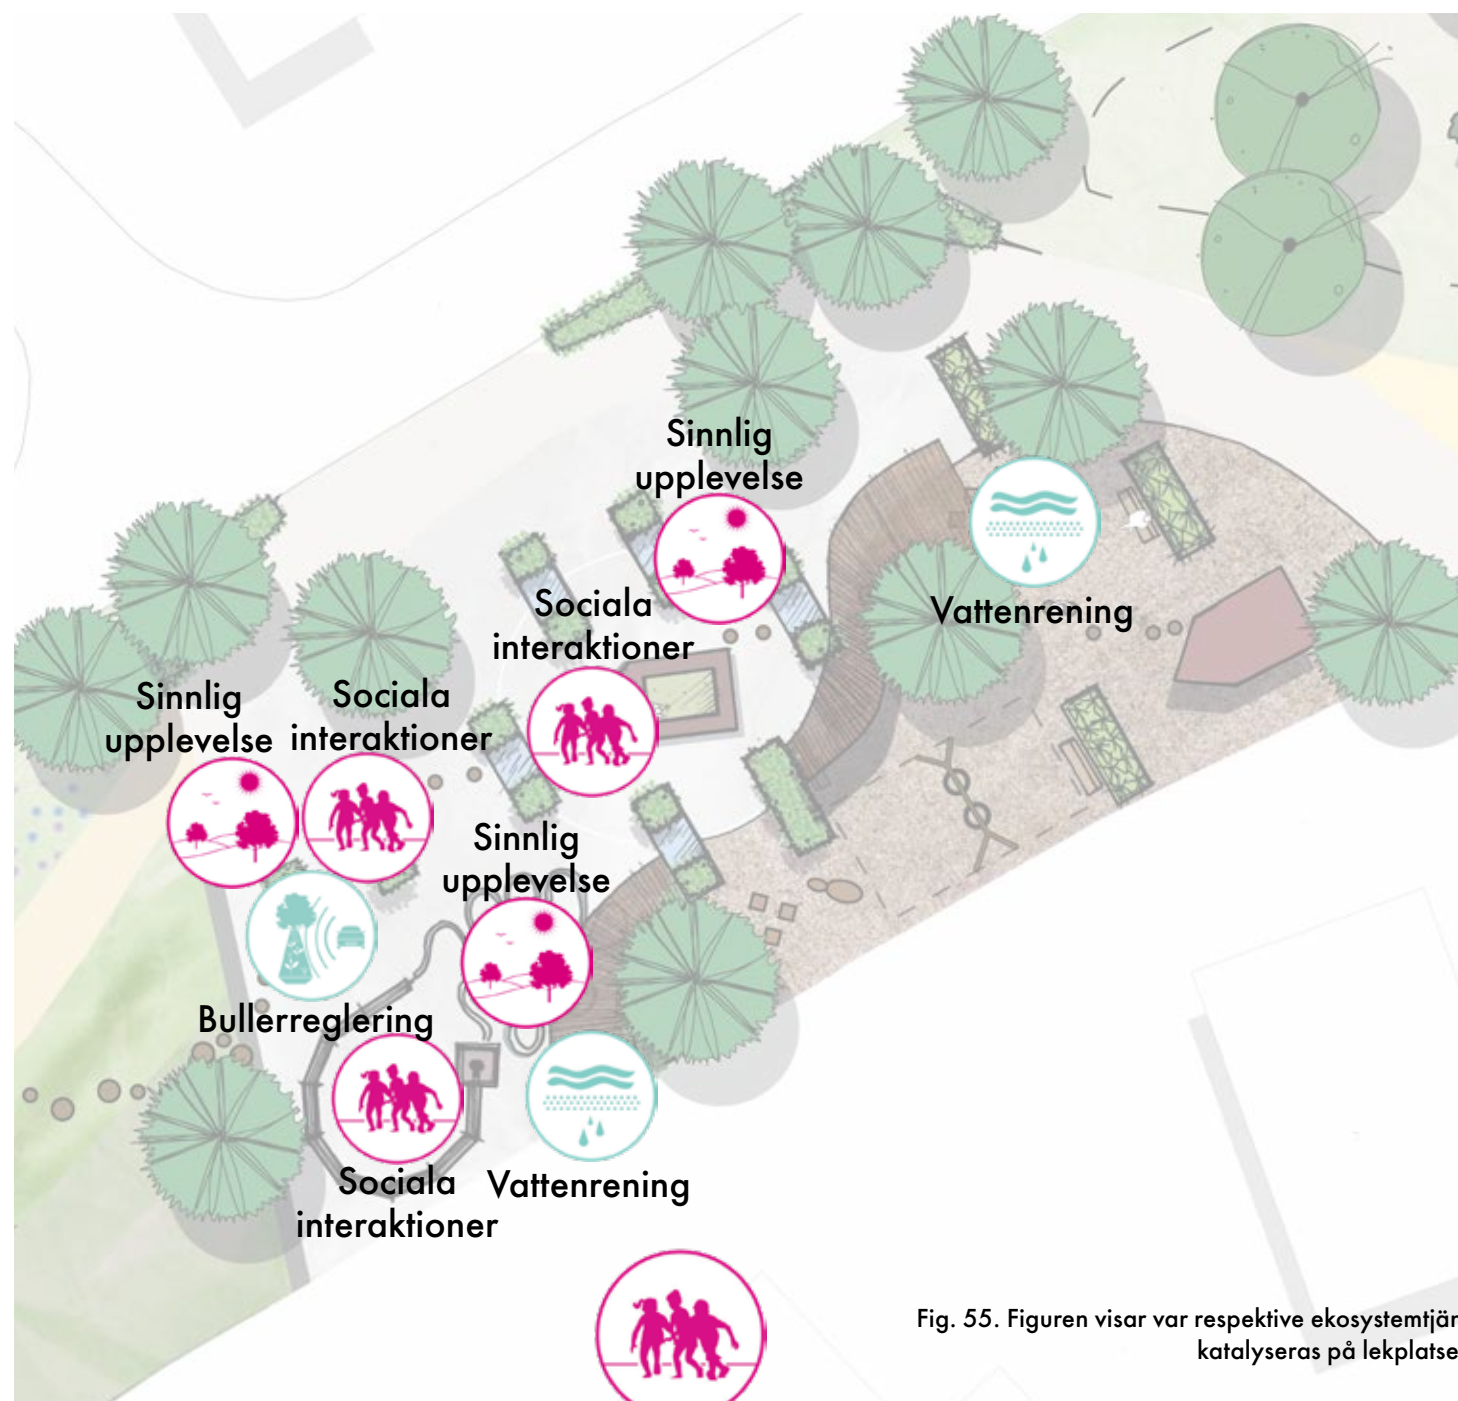 Sinnlig
upplevelse
Sociala
interaktioner
Vattenrening
Sinnlig
upplevelse
Sociala
interaktioner
Sinnlig
upplevelse
Bullerreglering
Sociala
interaktioner
Vattenrening
Fig. 55. Figuren visar var respektive ekosystemtjän
katalyseras på lekplatse